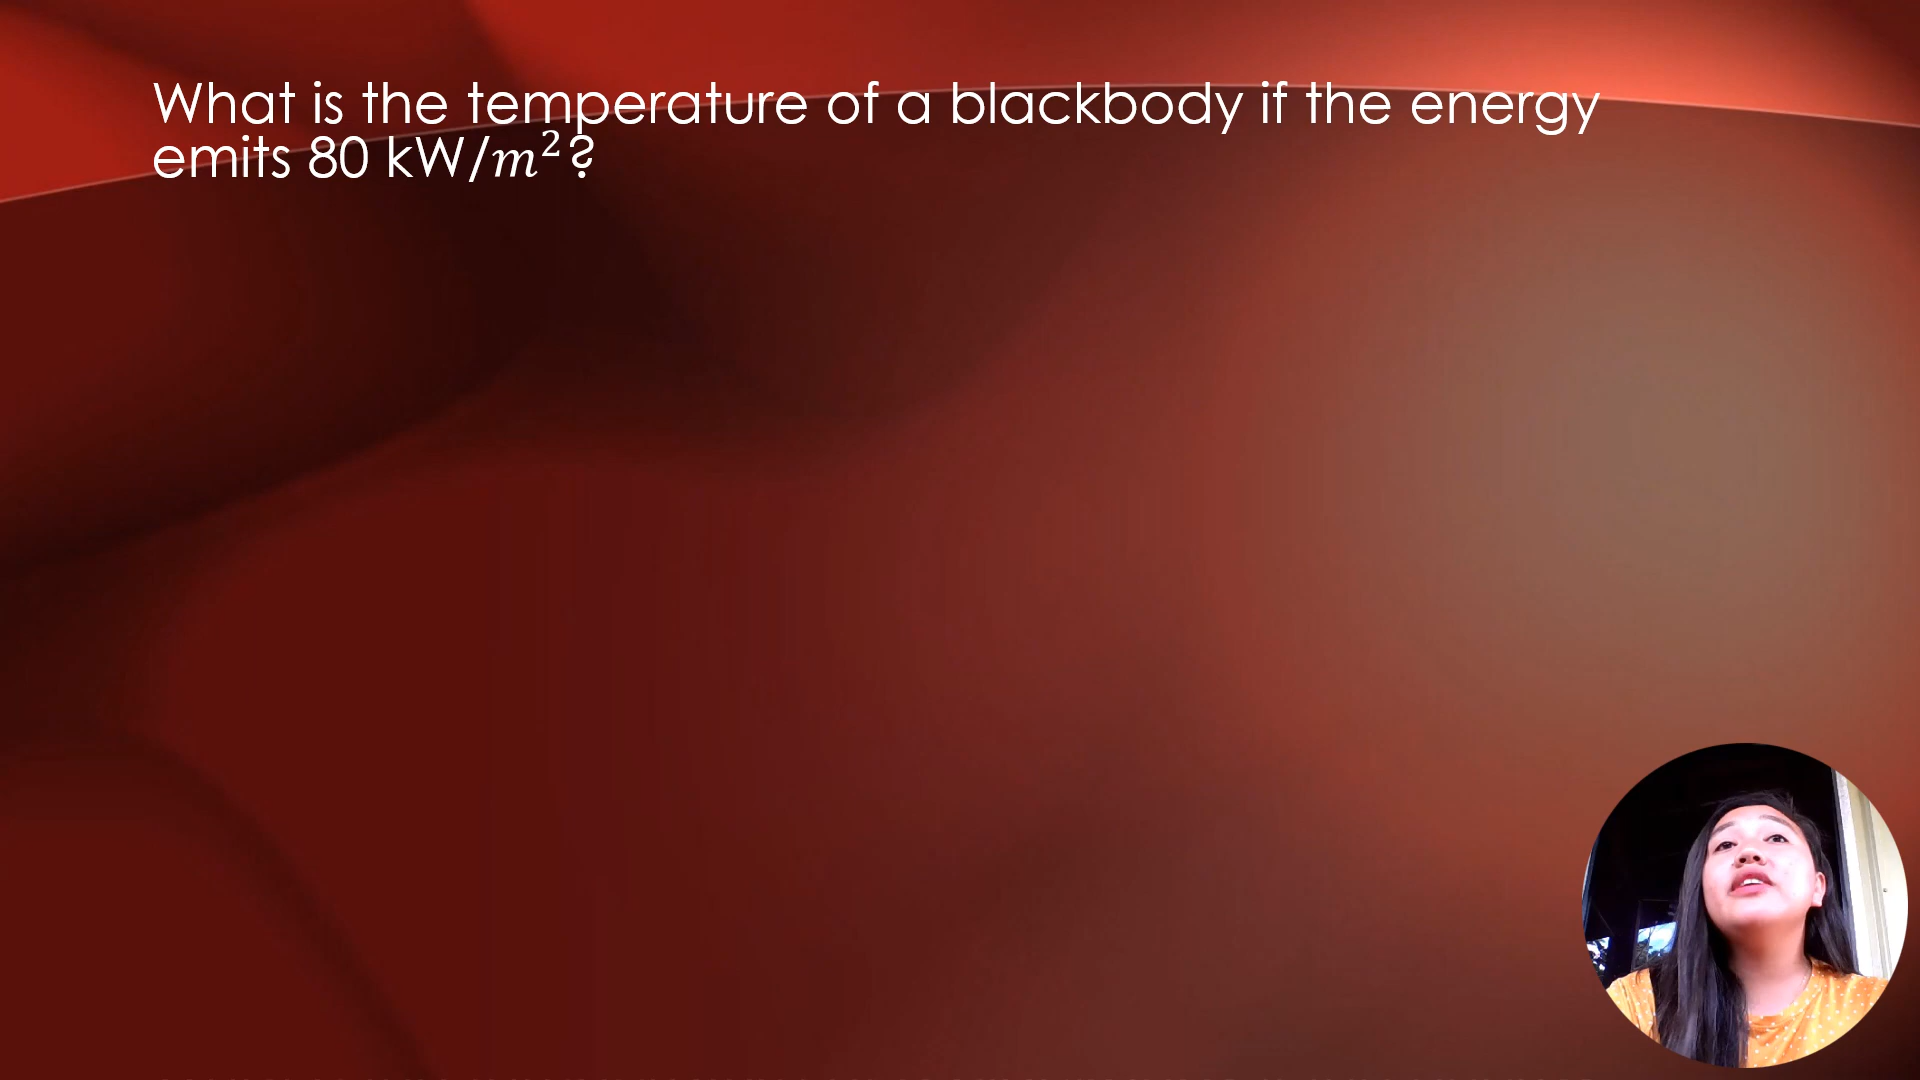 What is the temperature of a blackbody if the energy
emits 80 kW/𝑚²?